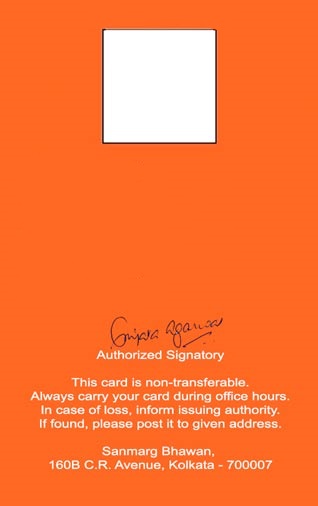 Authorized Signatory
This card is non-transferable.
Always carry your card during office hours.
In case of loss, inform issuing authority.
If found, please post it to given address.
Sanmarg Bhawan,
160B C.R. Avenue, Kolkata - 700007